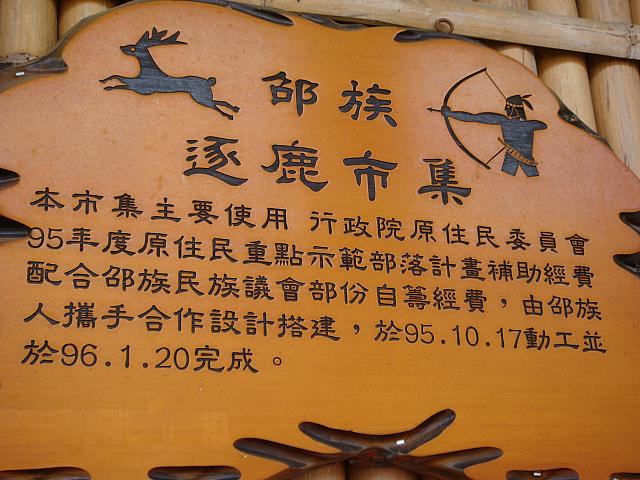 邵族
逐鹿市集
本市集主要使用 行政院原住民委員會
95年度原住民重點示範部落計畫補助經費
配合邵族民族議會部份自籌經費，由邵族
人攜手合作設計搭建，於95.10.17動工並
於96.1.20完成。